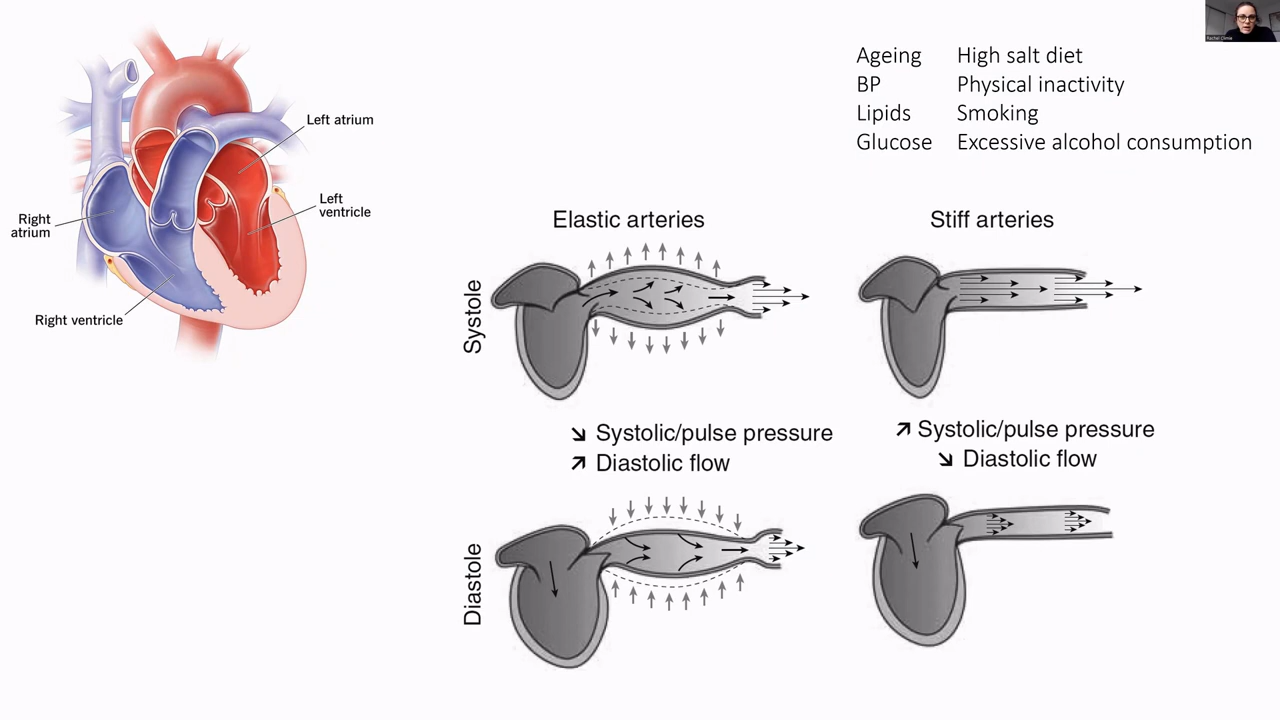 Left atrium
Left
ventricle
Right
atrium
Right ventricle
Ageing
BP
Lipids
Glucose
High salt diet
Physical inactivity
Smoking
Excessive alcohol consumption
Elastic arteries
Stiff arteries
Systole
↘ Systolic/pulse pressure
↗ Diastolic flow
↗ Systolic/pulse pressure
↘ Diastolic flow
Diastole